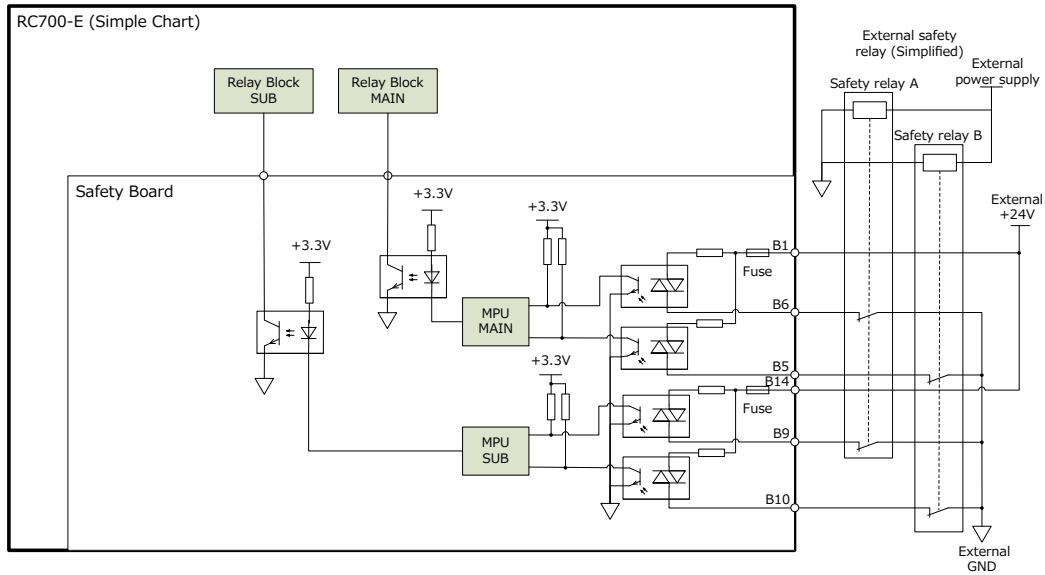 RC700-E (Simple Chart)
Relay Block
SUB
Relay Block
MAIN
Safety Board
+3.3V
+3.3V
+3.3V
+3.3V
MPU
MAIN
MPU
SUB
Fuse
Fuse
B1
B6
B5
B14
B9
B10
External safety
relay (Simplified)
External
power supply
Safety relay A
Safety relay B
External
+24V
External
GND